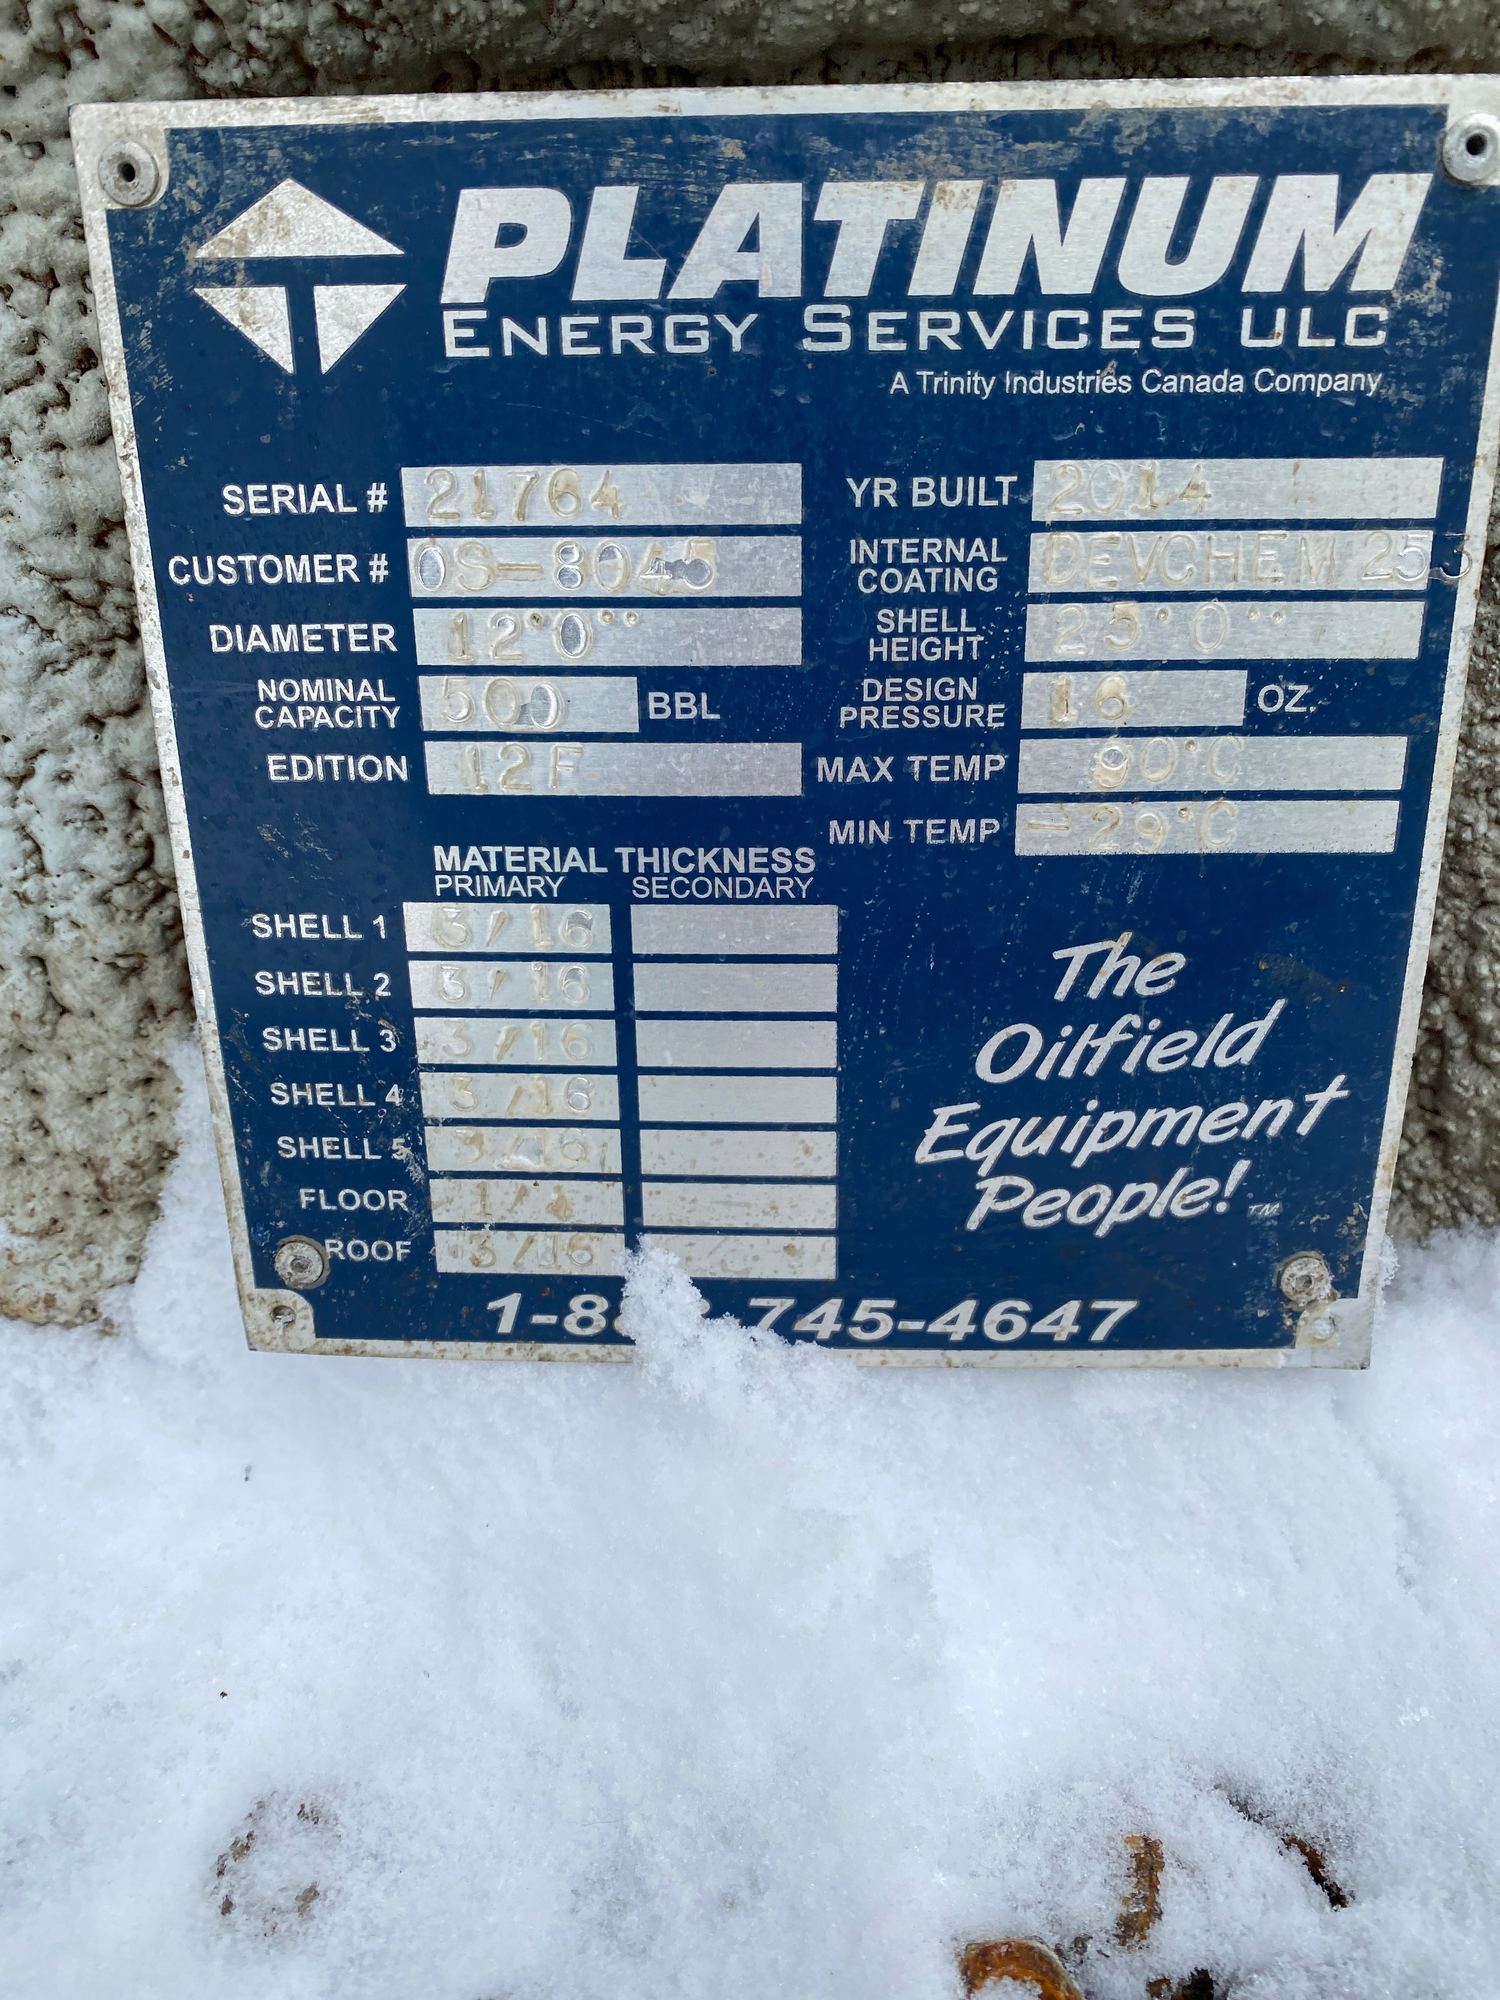 PLATINUM
ENERGY SERVICES ULC
A Trinity Industries Canada Company
SERIAL # 21764
YR BUILT 2014
CUSTOMER # OS-8045
INTERNAL COATING DEVCHEM 253
DIAMETER 12'0"
SHELL HEIGHT 25'0"
NOMINAL CAPACITY 500 BBL
DESIGN PRESSURE 16 OZ.
EDITION 12F
MAX TEMP 90°C
MIN TEMP -29°C
MATERIAL THICKNESS
PRIMARY SECONDARY
SHELL 1 3/16
SHELL 2 3/16
SHELL 3 3/16
SHELL 4 3/16
SHELL 5 3/16
FLOOR 1/4
ROOF 3/16
The
Oilfield
Equipment
People!™
745-4647